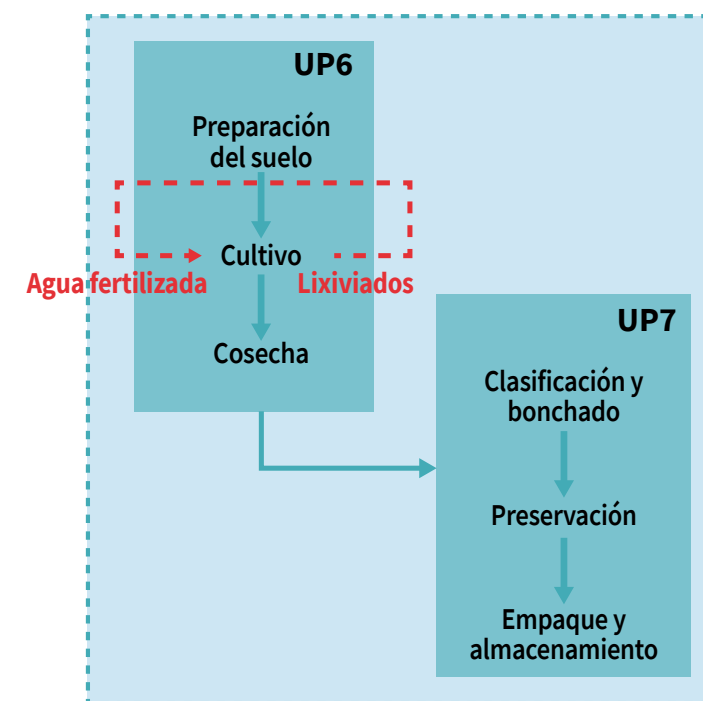 UP6
Preparación
del suelo
Cultivo
Agua fertilizada
Lixiviados
Cosecha
UP7
Clasificación y
bonchado
Preservación
Empaque y
almacenamiento